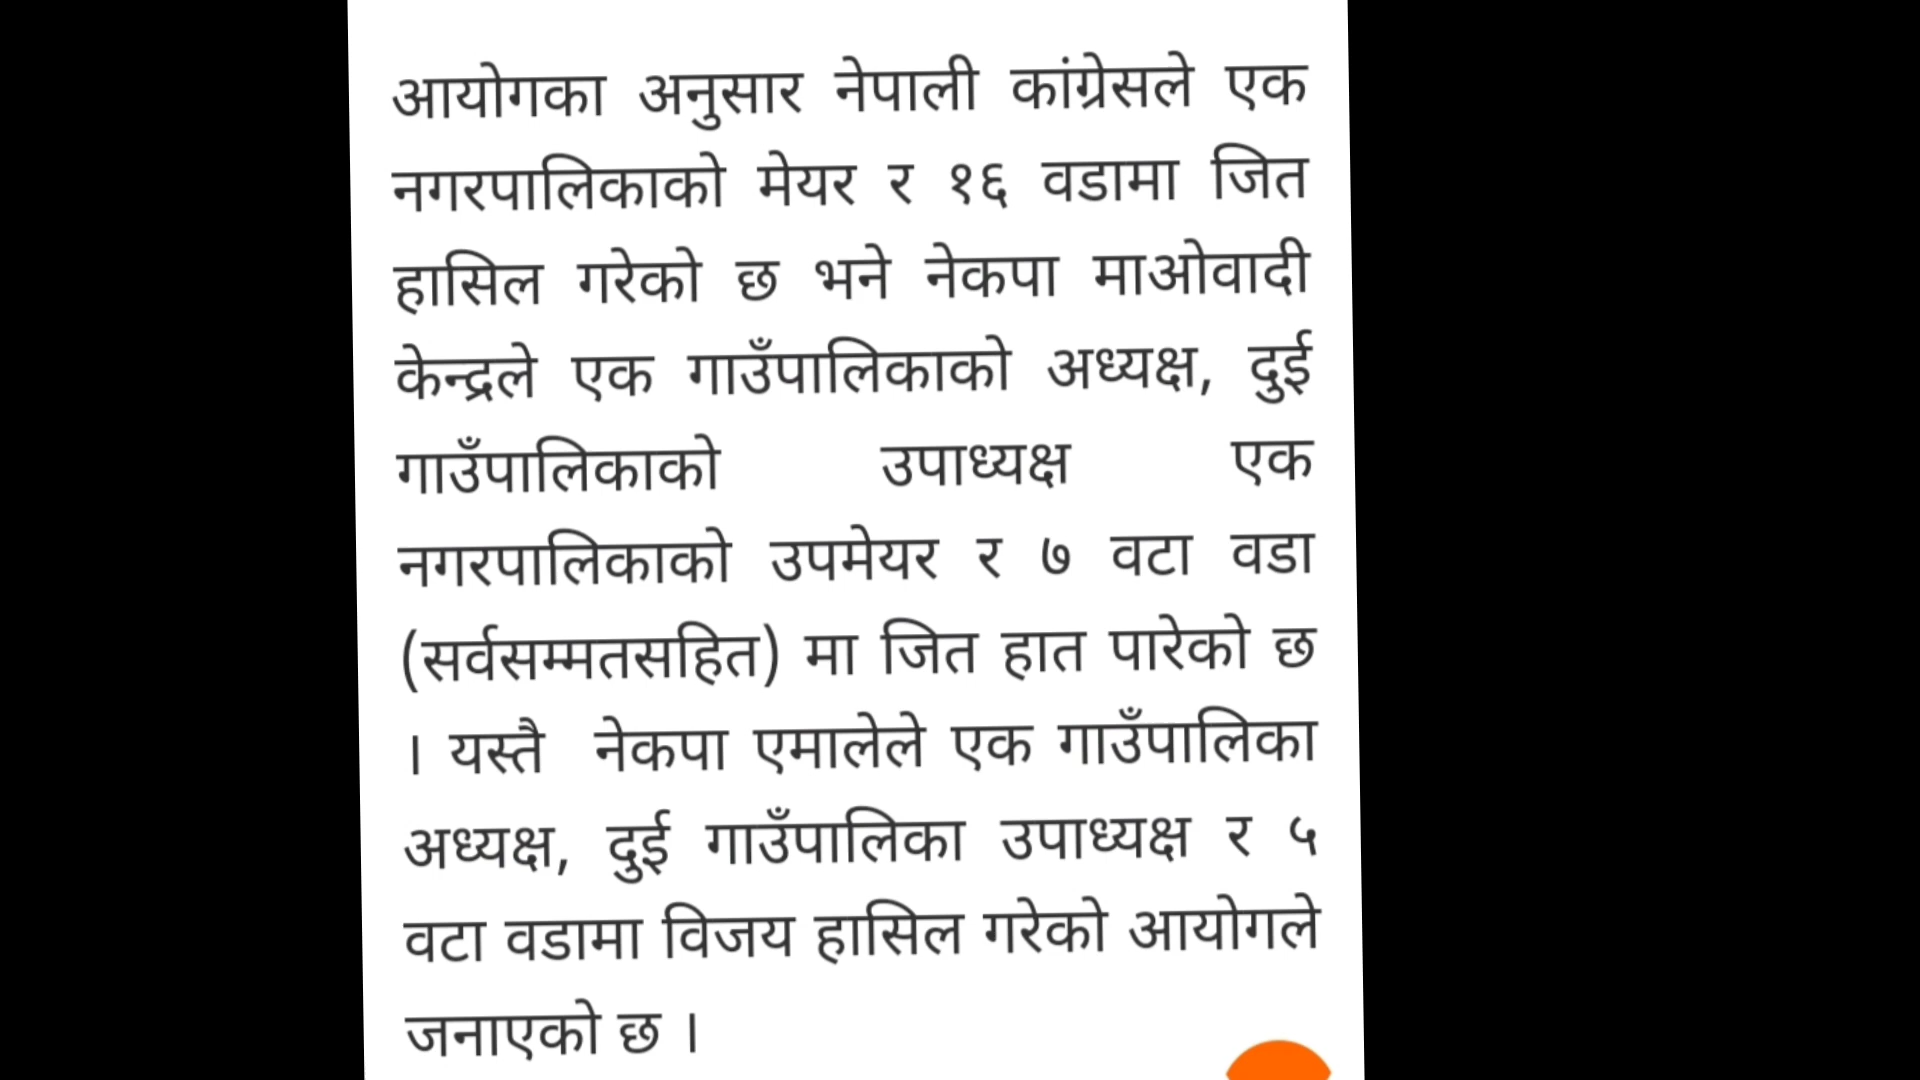 आयोगका अनुसार नेपाली कांग्रेसले एक
नगरपालिकाको मेयर र १६ वडामा जित
हासिल गरेको छ भने नेकपा माओवादी
केन्द्रले एक गाउँपालिकाको अध्यक्ष, दुई
गाउँपालिकाको उपाध्यक्ष एक
नगरपालिकाको उपमेयर र ७ वटा वडा
(सर्वसम्मतसहित) मा जित हात पारेको छ
। यस्तै नेकपा एमालेले एक गाउँपालिका
अध्यक्ष, दुई गाउँपालिका उपाध्यक्ष र ५
वटा वडामा विजय हासिल गरेको आयोगले
जनाएको छ ।